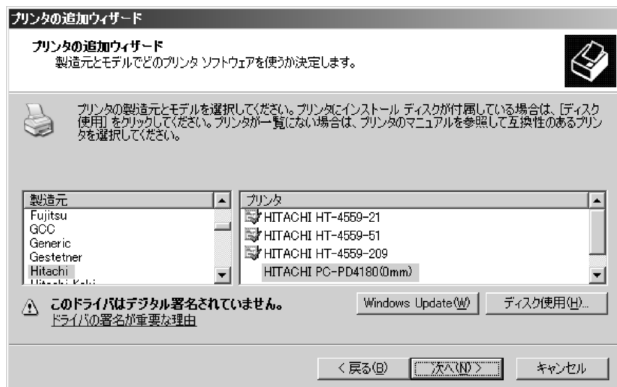 プリンタの追加ウィザード
プリンタの追加ウィザード
製造元とモデルでどのプリンタ ソフトウェアを使うか決定します。
プリンタの製造元とモデルを選択してください。プリンタにインストール ディスクが付属している場合は、[ディスク
使用] をクリックしてください。プリンタが一覧にない場合は、プリンタのマニュアルを参照して互換性のあるプリン
タを選択してください。
製造元
Fujitsu
GCC
Generic
Gestetner
Hitachi
プリンタ
HITACHI HT-4559-21
HITACHI HT-4559-51
HITACHI HT-4559-209
HITACHI PC-PD4180(0mm)
このドライバはデジタル署名されていません。
ドライバの署名が重要な理由
Windows Update(W)
ディスク使用(H)...
< 戻る(B)
次へ(N) >
キャンセル